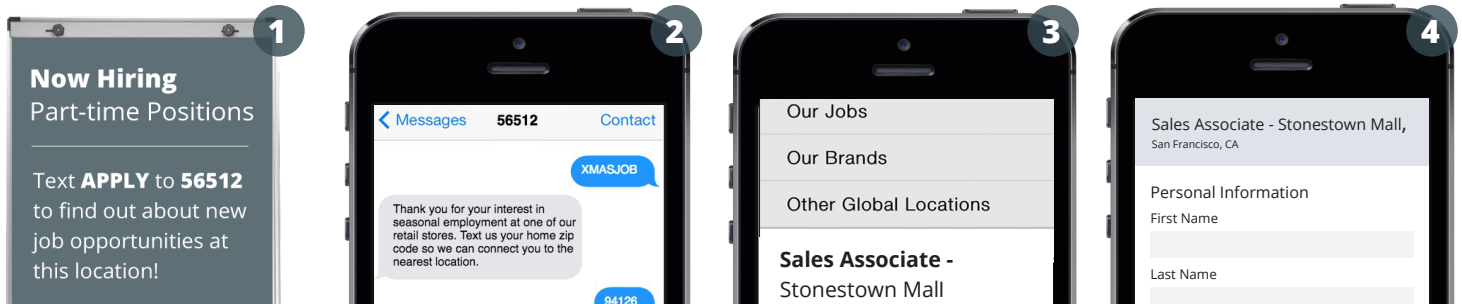 1
Now Hiring
Part-time Positions
Text APPLY to 56512
to find out about new
job opportunities at
this location!
2
Messages 56512 Contact
XMASJOB
Thank you for your interest in
seasonal employment at one of our
retail stores. Text us your home zip
code so we can connect you to the
nearest location.
94126
3
Our Jobs
Our Brands
Other Global Locations
Sales Associate -
Stonestown Mall
4
Sales Associate - Stonestown Mall,
San Francisco, CA
Personal Information
First Name
Last Name